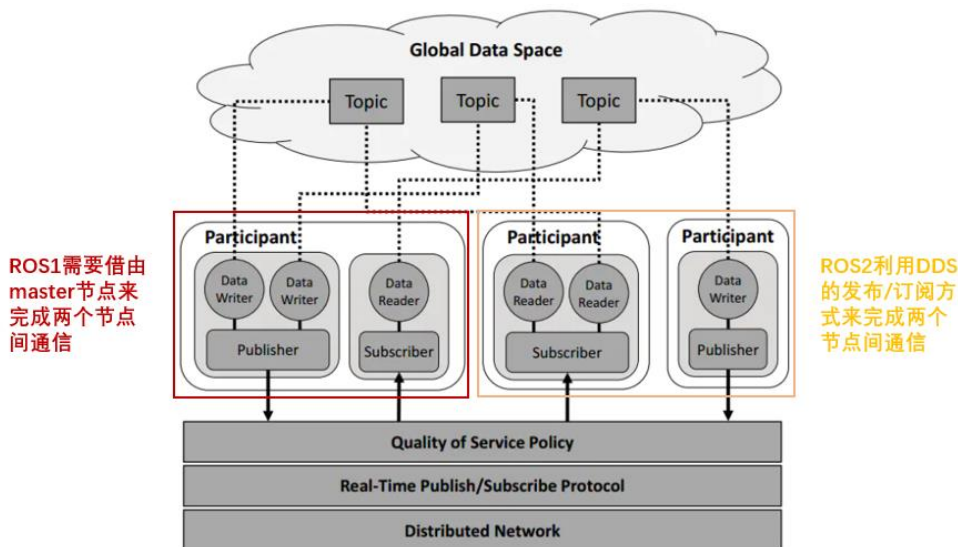 Global Data Space
Topic
Topic
Topic
ROS1需要借由
master节点来
完成两个节点
间通信
Participant
Data
Writer
Data
Writer
Data
Reader
Publisher
Subscriber
Participant
Data
Reader
Data
Reader
Subscriber
Participant
Data
Writer
Publisher
ROS2利用DDS
的发布/订阅方
式来完成两个
节点间通信
Quality of Service Policy
Real-Time Publish/Subscribe Protocol
Distributed Network